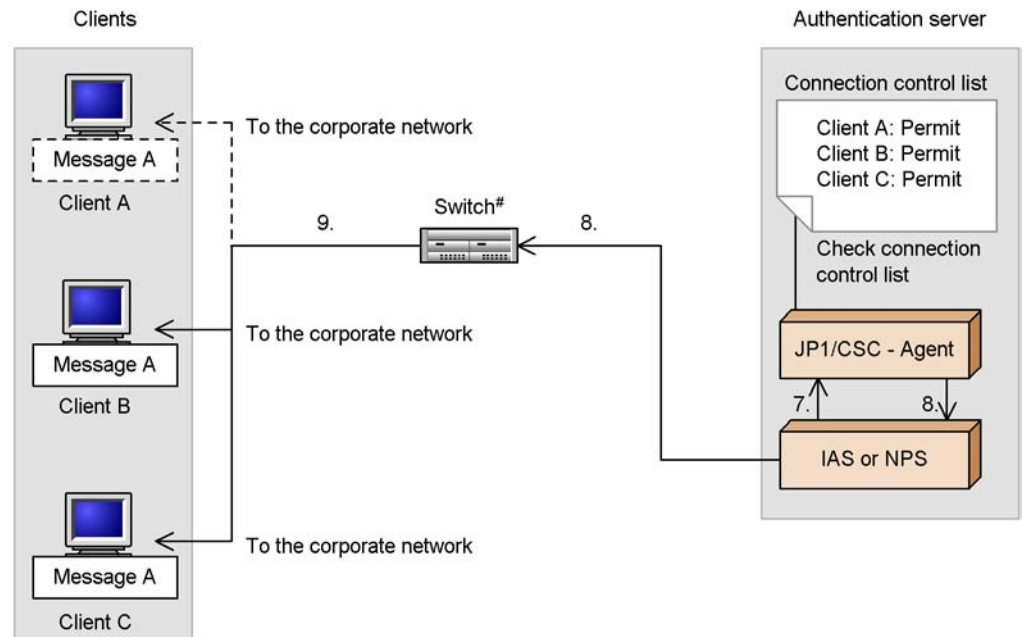 Clients
Authentication server
Message A
Client A
To the corporate network
Message A
Client B
To the corporate network
Message A
Client C
To the corporate network
9.
Switch#
8.
Connection control list
Client A: Permit
Client B: Permit
Client C: Permit
Check connection
control list
JP1/CSC - Agent
7.
8.
IAS or NPS